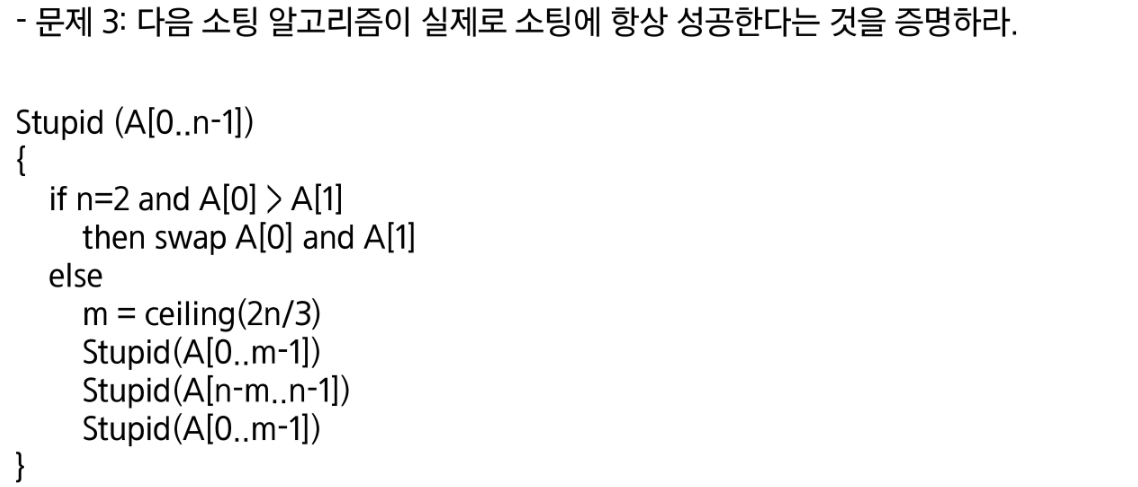 - 문제 3: 다음 소팅 알고리즘이 실제로 소팅에 항상 성공한다는 것을 증명하라.
Stupid (A[0..n-1])
{
if n=2 and A[0] > A[1]
then swap A[0] and A[1]
else
m = ceiling(2n/3)
Stupid(A[0..m-1])
Stupid(A[n-m..n-1])
Stupid(A[0..m-1])
}